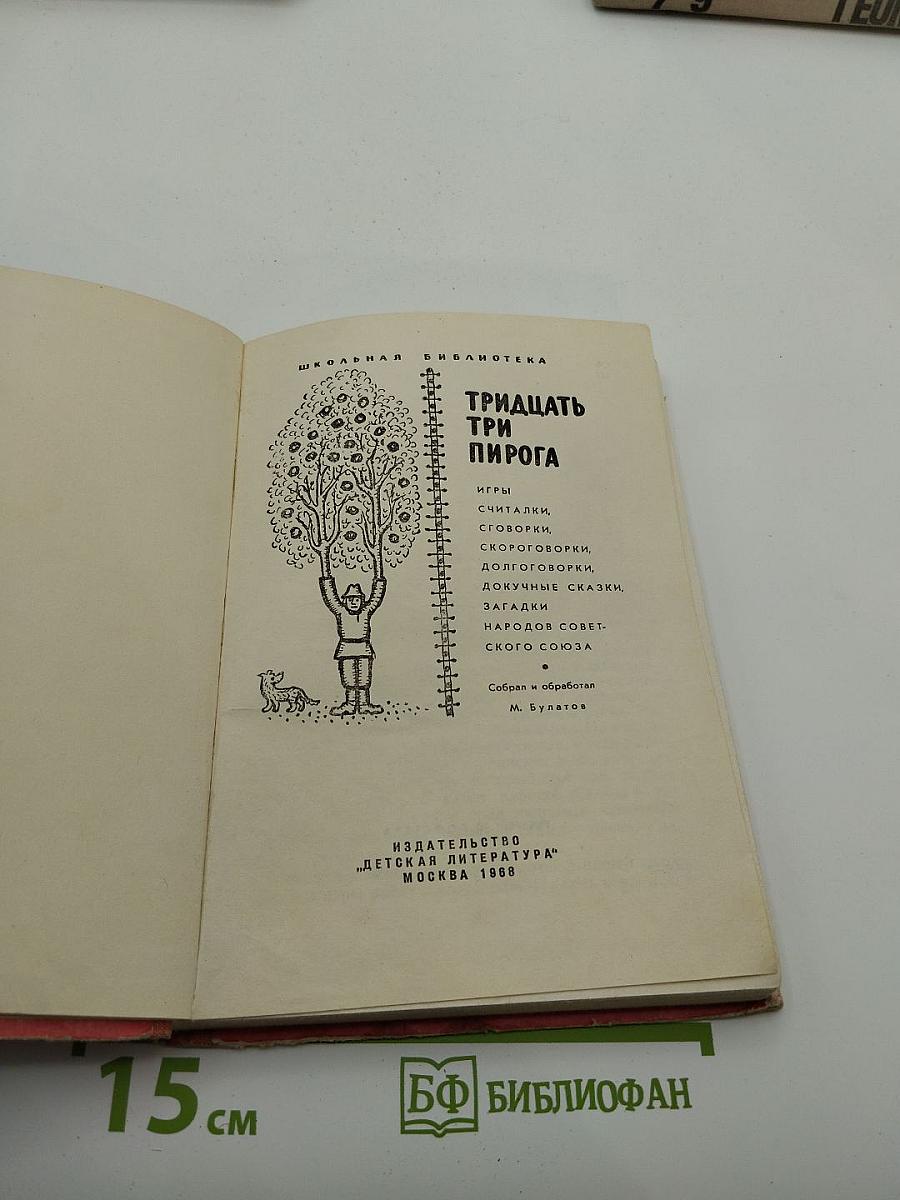 ШКОЛЬНАЯ БИБЛИОТЕКА
ТРИДЦАТЬ
ТРИ
ПИРОГА
ИГРЫ
СЧИТАЛКИ,
СГОВОРКИ,
СКОРОГОВОРКИ,
ДОЛГОГОВОРКИ,
ДОКУЧНЫЕ СКАЗКИ,
ЗАГАДКИ
НАРОДОВ СОВЕТ-
СКОГО СОЮЗА
Собрал и обработал
М. Булатов
ИЗДАТЕЛЬСТВО
„ДЕТСКАЯ ЛИТЕРАТУРА“
МОСКВА 1968
15 см
БФ БИБЛИОФАН